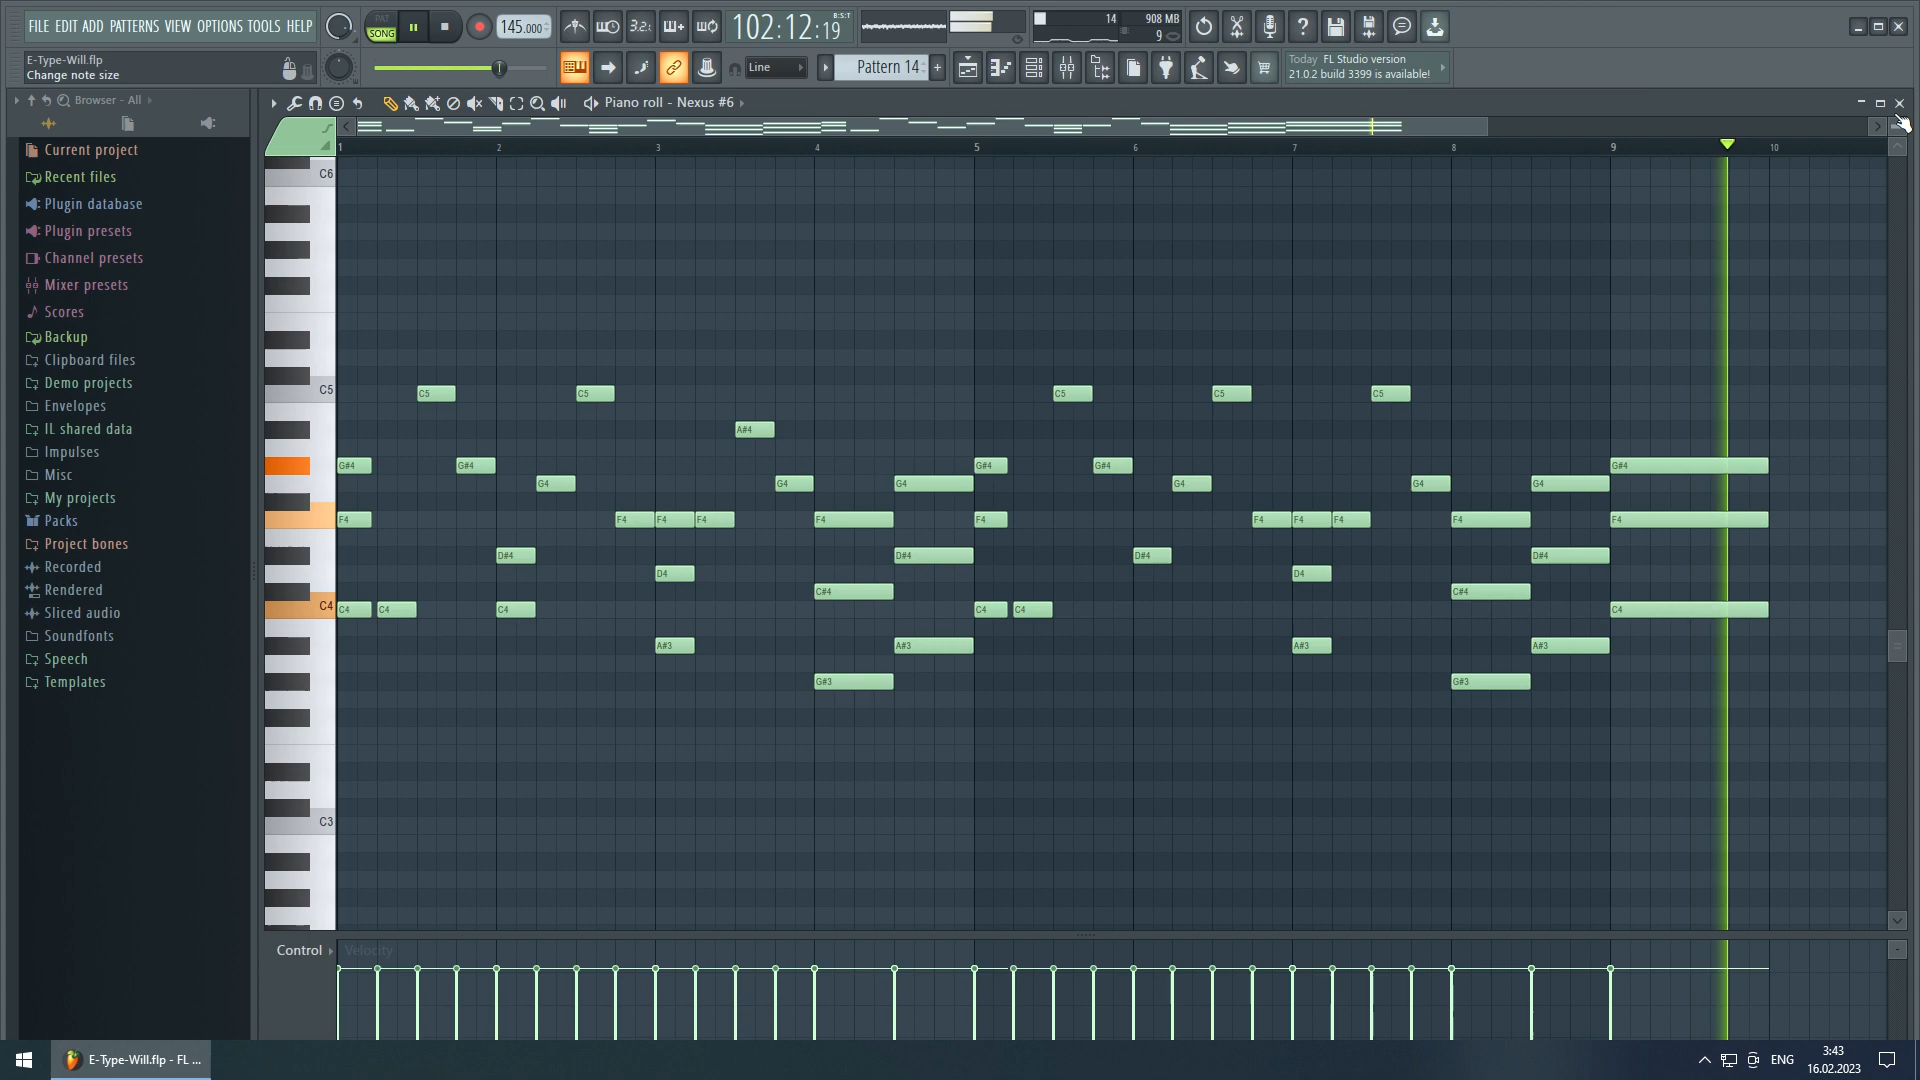 FILE EDIT ADD PATTERNS VIEW OPTIONS TOOLS HELP
PAT
SONG
145.000
3.2.
102:12:19
B:S:T
14
908 MB
9
E-Type-Will.flp
Change note size
Line
Pattern 14
+
Today FL Studio version
21.0.2 build 3399 is available!
Browser - All
Piano roll - Nexus #6
Current project
Recent files
Plugin database
Plugin presets
Channel presets
Mixer presets
Scores
Backup
Clipboard files
Demo projects
Envelopes
IL shared data
Impulses
Misc
My projects
Packs
Project bones
Recorded
Rendered
Sliced audio
Soundfonts
Speech
Templates
1 2 3 4 5 6 7 8 9 10
C6
C5 C5 C5 C5 C5 C5
A#4
G#4 G#4 G#4 G#4 G#4
G4 G4 G4 G4 G4 G4
F4 F4 F4 F4 F4 F4 F4 F4 F4 F4 F4
D#4 D#4 D#4 D#4
D4 D4
C#4 C#4
C4 C4 C4 C4 C4 C4 C4
A#3 A#3 A#3 A#3
G#3 G#3
C3
Control Velocity
E-Type-Will.flp - FL ...
ENG
3:43
16.02.2023